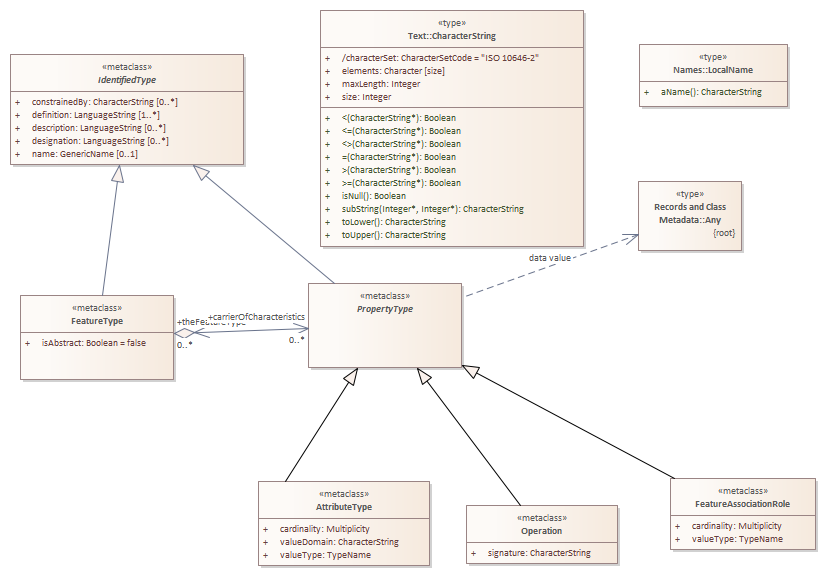 «metaclass»
IdentifiedType
+ constrainedBy: CharacterString [0..*]
+ definition: LanguageString [1..*]
+ description: LanguageString [0..*]
+ designation: LanguageString [0..*]
+ name: GenericName [0..1]
«type»
Text::CharacterString
+ /characterSet: CharacterSetCode = "ISO 10646-2"
+ elements: Character [size]
+ maxLength: Integer
+ size: Integer
+ <(CharacterString*): Boolean
+ <=(CharacterString*): Boolean
+ <>(CharacterString*): Boolean
+ =(CharacterString*): Boolean
+ >(CharacterString*): Boolean
+ >=(CharacterString*): Boolean
+ isNull(): Boolean
+ subString(Integer*, Integer*): CharacterString
+ toLower(): CharacterString
+ toUpper(): CharacterString
«type»
Names::LocalName
+ aName(): CharacterString
«type»
Records and Class
Metadata::Any
{root}
data value
«metaclass»
FeatureType
+ isAbstract: Boolean = false
+theFeatureType
0..*
+carrierOfCharacteristics
0..*
«metaclass»
PropertyType
«metaclass»
AttributeType
+ cardinality: Multiplicity
+ valueDomain: CharacterString
+ valueType: TypeName
«metaclass»
Operation
+ signature: CharacterString
«metaclass»
FeatureAssociationRole
+ cardinality: Multiplicity
+ valueType: TypeName